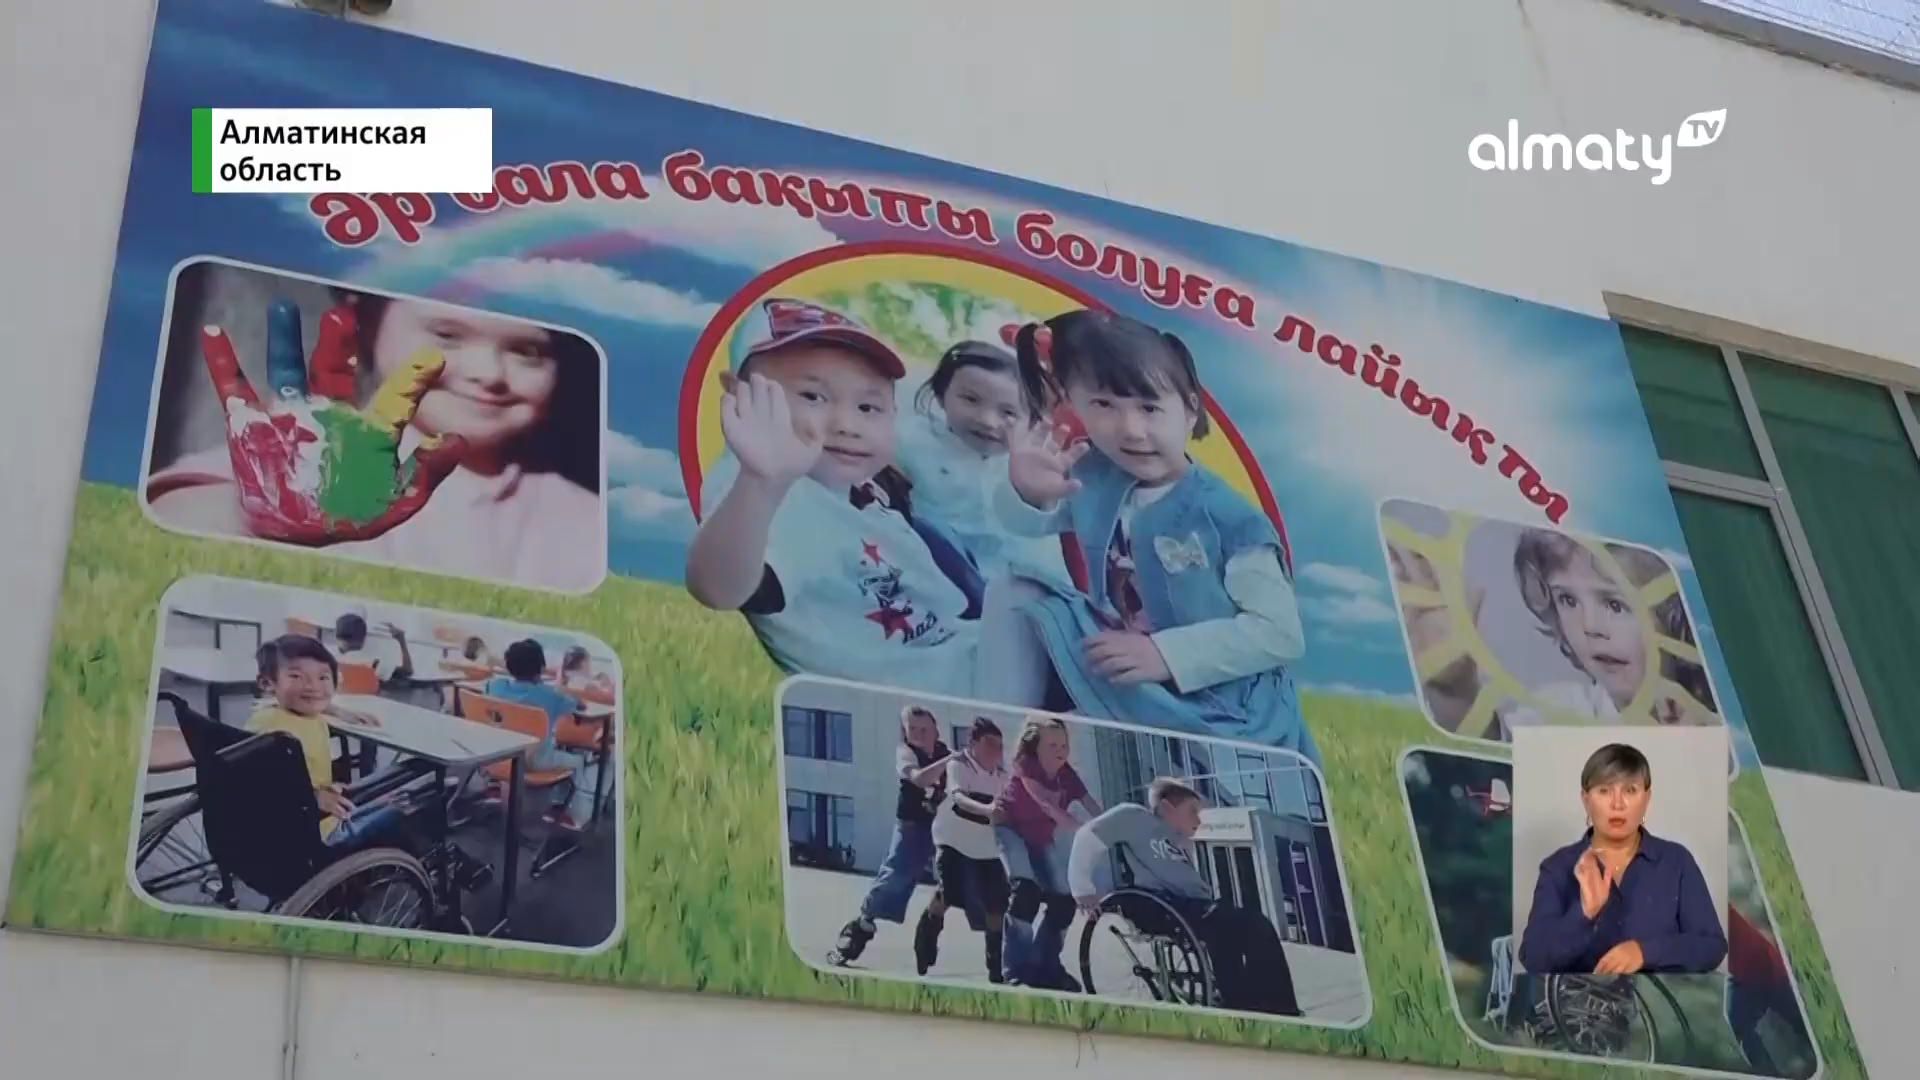 Алматинская
область
almaty TV
Әр бала бақытты болуға лайықты